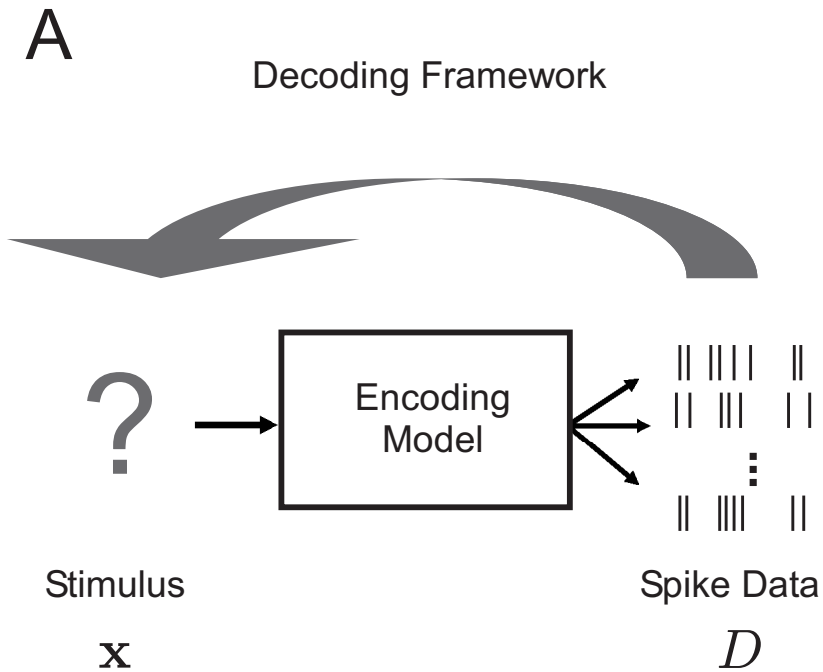 A
Decoding Framework
?
Encoding
Model
Stimulus
Spike Data
x
D